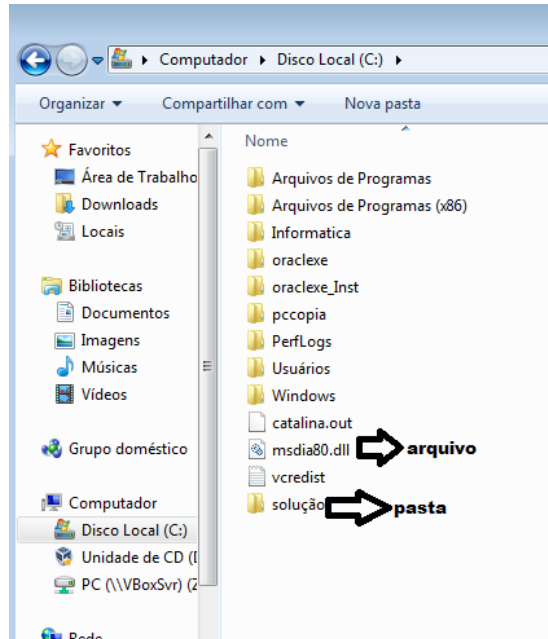 Computador ▸ Disco Local (C:) ▸
Organizar Compartilhar com Nova pasta
Favoritos
Área de Trabalho
Downloads
Locais
Bibliotecas
Documentos
Imagens
Músicas
Vídeos
Grupo doméstico
Computador
Disco Local (C:)
Unidade de CD (
PC (\\VBoxSvr) (
Rede
Nome
Arquivos de Programas
Arquivos de Programas (x86)
Informatica
oraclexe
oraclexe_Inst
pccopia
PerfLogs
Usuários
Windows
catalina.out
msdia80.dll arquivo
vcredist
solução pasta